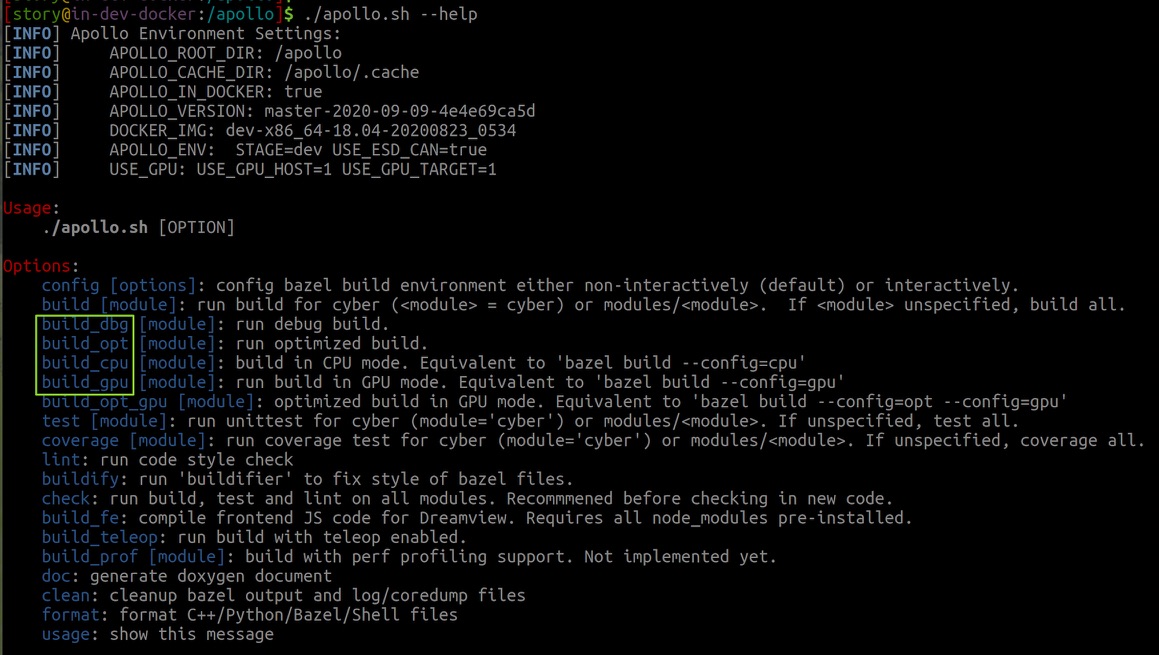 [story@in-dev-docker:/apollo]$ ./apollo.sh --help
[INFO] Apollo Environment Settings:
[INFO]     APOLLO_ROOT_DIR: /apollo
[INFO]     APOLLO_CACHE_DIR: /apollo/.cache
[INFO]     APOLLO_IN_DOCKER: true
[INFO]     APOLLO_VERSION: master-2020-09-09-4e4e69ca5d
[INFO]     DOCKER_IMG: dev-x86_64-18.04-20200823_0534
[INFO]     APOLLO_ENV:  STAGE=dev USE_ESD_CAN=true
[INFO]     USE_GPU: USE_GPU_HOST=1 USE_GPU_TARGET=1
Usage:
    ./apollo.sh [OPTION]
Options:
    config [options]: config bazel build environment either non-interactively (default) or interactively.
    build [module]: run build for cyber (<module> = cyber) or modules/<module>.  If <module> unspecified, build all.
    build_dbg [module]: run debug build.
    build_opt [module]: run optimized build.
    build_cpu [module]: build in CPU mode. Equivalent to 'bazel build --config=cpu'
    build_gpu [module]: run build in GPU mode. Equivalent to 'bazel build --config=gpu'
    build_opt_gpu [module]: optimized build in GPU mode. Equivalent to 'bazel build --config=opt --config=gpu'
    test [module]: run unittest for cyber (module='cyber') or modules/<module>. If unspecified, test all.
    coverage [module]: run coverage test for cyber (module='cyber') or modules/<module>. If unspecified, coverage all.
    lint: run code style check
    buildify: run 'buildifier' to fix style of bazel files.
    check: run build, test and lint on all modules. Recommmened before checking in new code.
    build_fe: compile frontend JS code for Dreamview. Requires all node_modules pre-installed.
    build_teleop: run build with teleop enabled.
    build_prof [module]: build with perf profiling support. Not implemented yet.
    doc: generate doxygen document
    clean: cleanup bazel output and log/coredump files
    format: format C++/Python/Bazel/Shell files
    usage: show this message